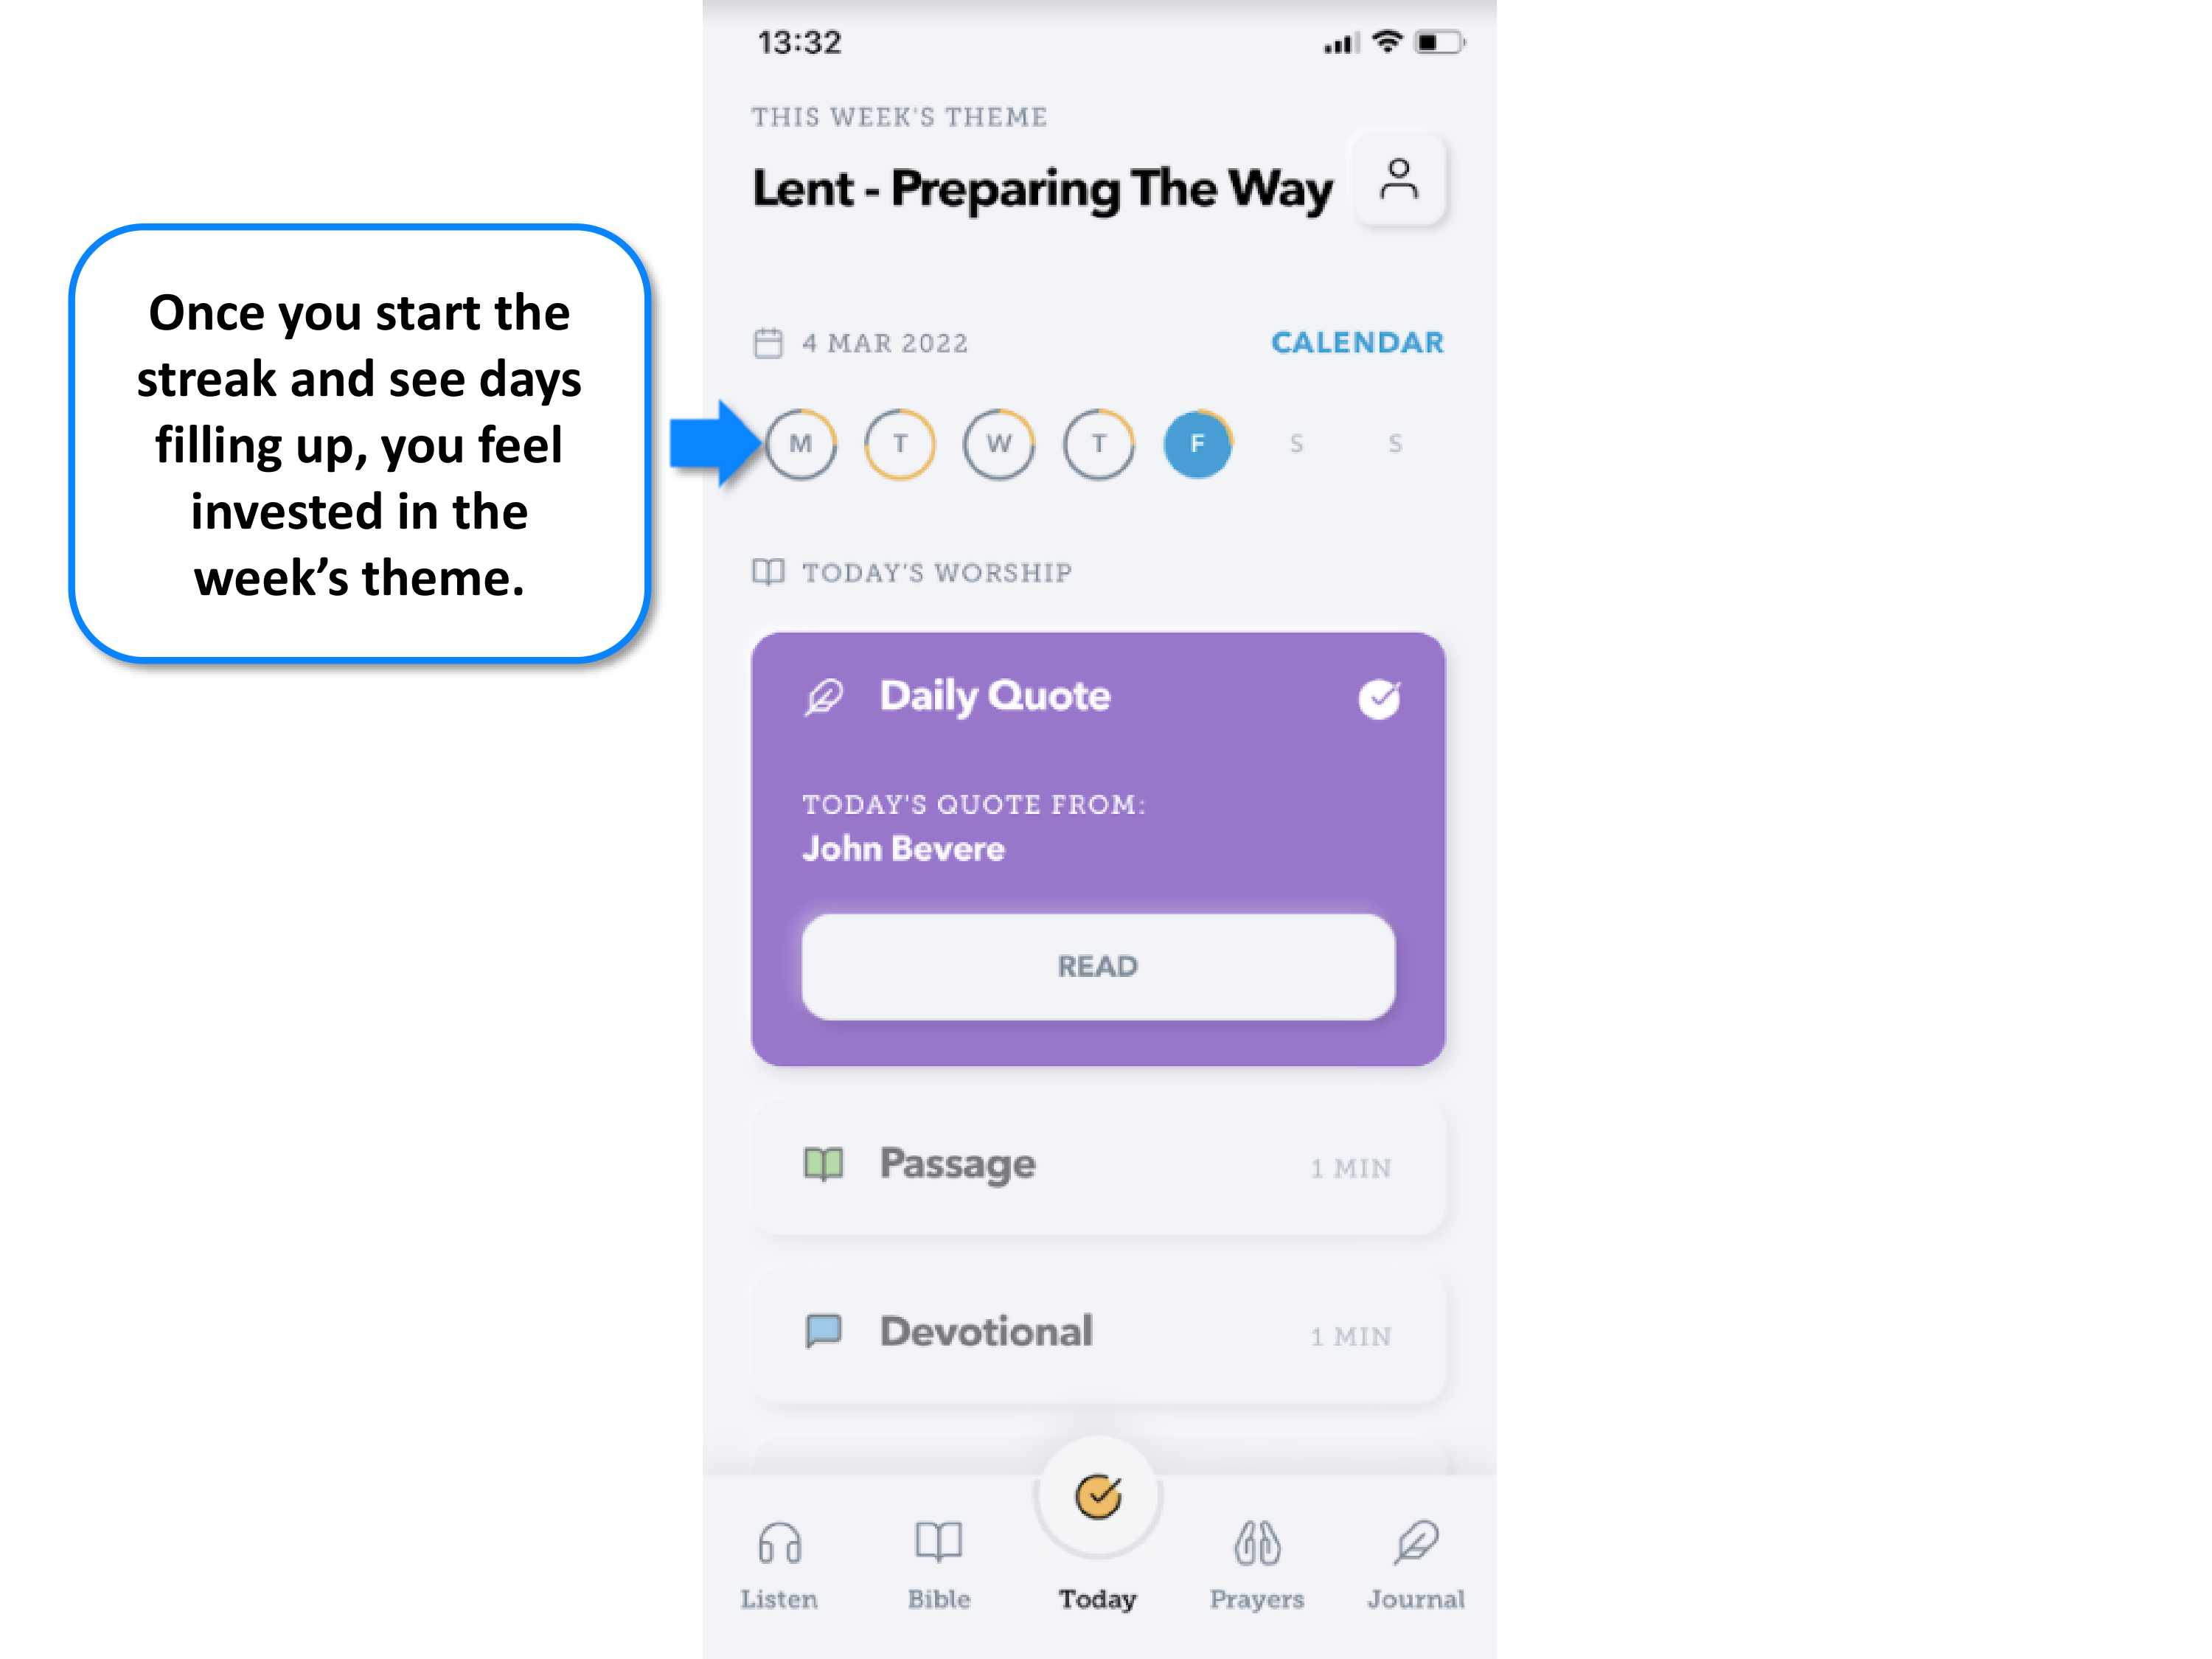 13:32
THIS WEEK'S THEME
Lent - Preparing The Way
Once you start the
streak and see days
filling up, you feel
invested in the
week’s theme.
4 MAR 2022
CALENDAR
M T W T F S S
TODAY'S WORSHIP
Daily Quote
TODAY'S QUOTE FROM:
John Bevere
READ
Passage
1 MIN
Devotional
1 MIN
Listen
Bible
Today
Prayers
Journal